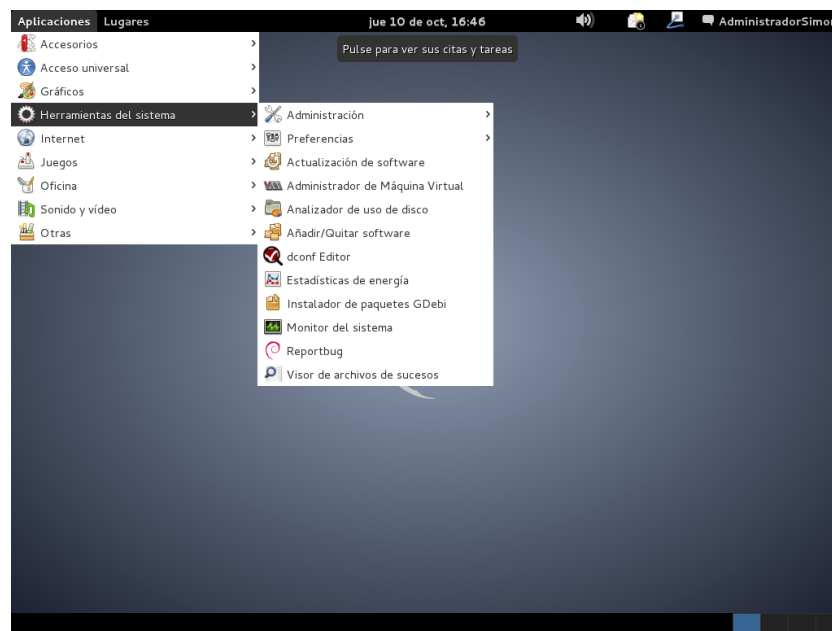 Aplicaciones Lugares jue 10 de oct, 16:46 AdministradorSimo
Pulse para ver sus citas y tareas
Accesorios
Acceso universal
Gráficos
Herramientas del sistema
Internet
Juegos
Oficina
Sonido y vídeo
Otras
Administración
Preferencias
Actualización de software
Administrador de Máquina Virtual
Analizador de uso de disco
Añadir/Quitar software
dconf Editor
Estadísticas de energía
Instalador de paquetes GDebi
Monitor del sistema
Reportbug
Visor de archivos de sucesos